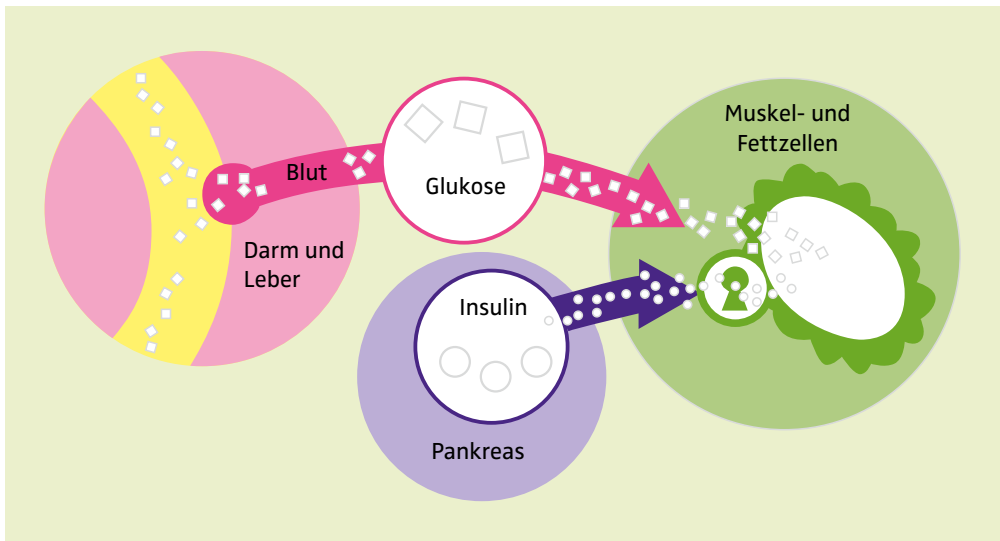 Muskel- und
Fettzellen
Blut
Glukose
Darm und
Leber
Insulin
Pankreas